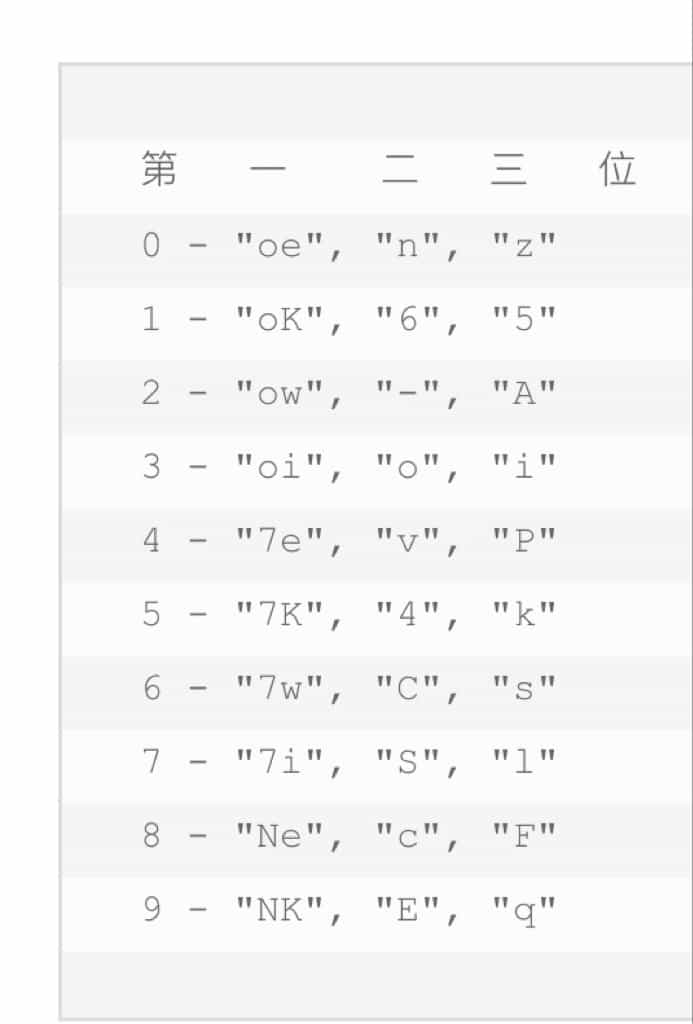 第 一 二 三 位
0 - "oe", "n", "z"
1 - "oK", "6", "5"
2 - "ow", "-", "A"
3 - "oi", "o", "i"
4 - "7e", "v", "P"
5 - "7K", "4", "k"
6 - "7w", "C", "s"
7 - "7i", "S", "l"
8 - "Ne", "c", "F"
9 - "NK", "E", "q"